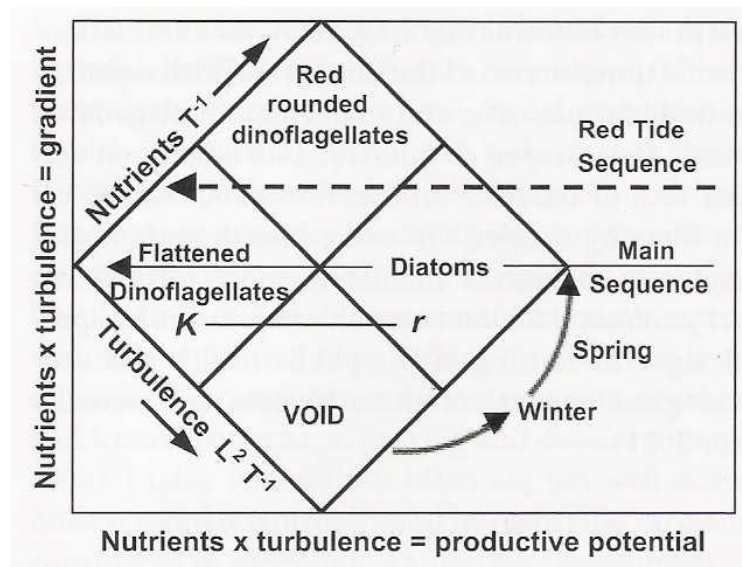 Nutrients x turbulence = gradient
Nutrients T-1
Red
rounded
dinoflagellates
Red Tide
Sequence
Flattened
Dinoflagellates
Diatoms
Main
Sequence
K
r
Turbulence L2 T-1
Spring
VOID
Winter
Nutrients x turbulence = productive potential